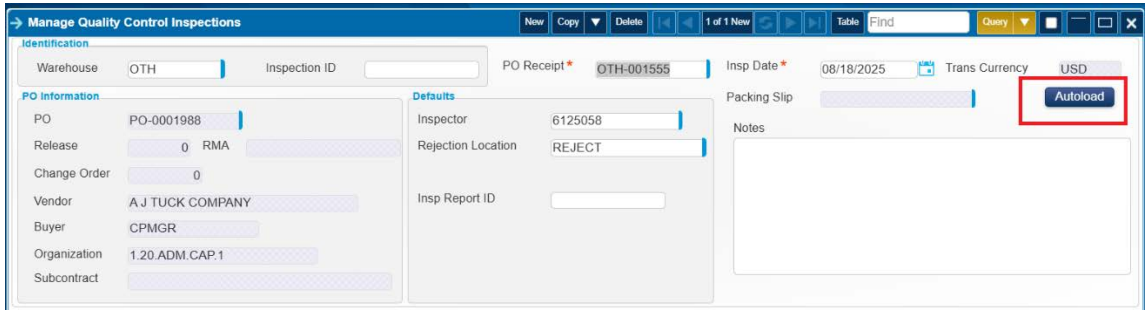 Manage Quality Control Inspections New Copy Delete 1 of 1 New Table Find Query
Identification
Warehouse OTH Inspection ID PO Receipt * OTH-001555 Insp Date * 08/18/2025 Trans Currency USD
PO Information Defaults Packing Slip Autoload
PO PO-0001988 Inspector 6125058 Notes
Release 0 RMA Rejection Location REJECT
Change Order 0
Vendor A J TUCK COMPANY Insp Report ID
Buyer CPMGR
Organization 1.20.ADM.CAP.1
Subcontract